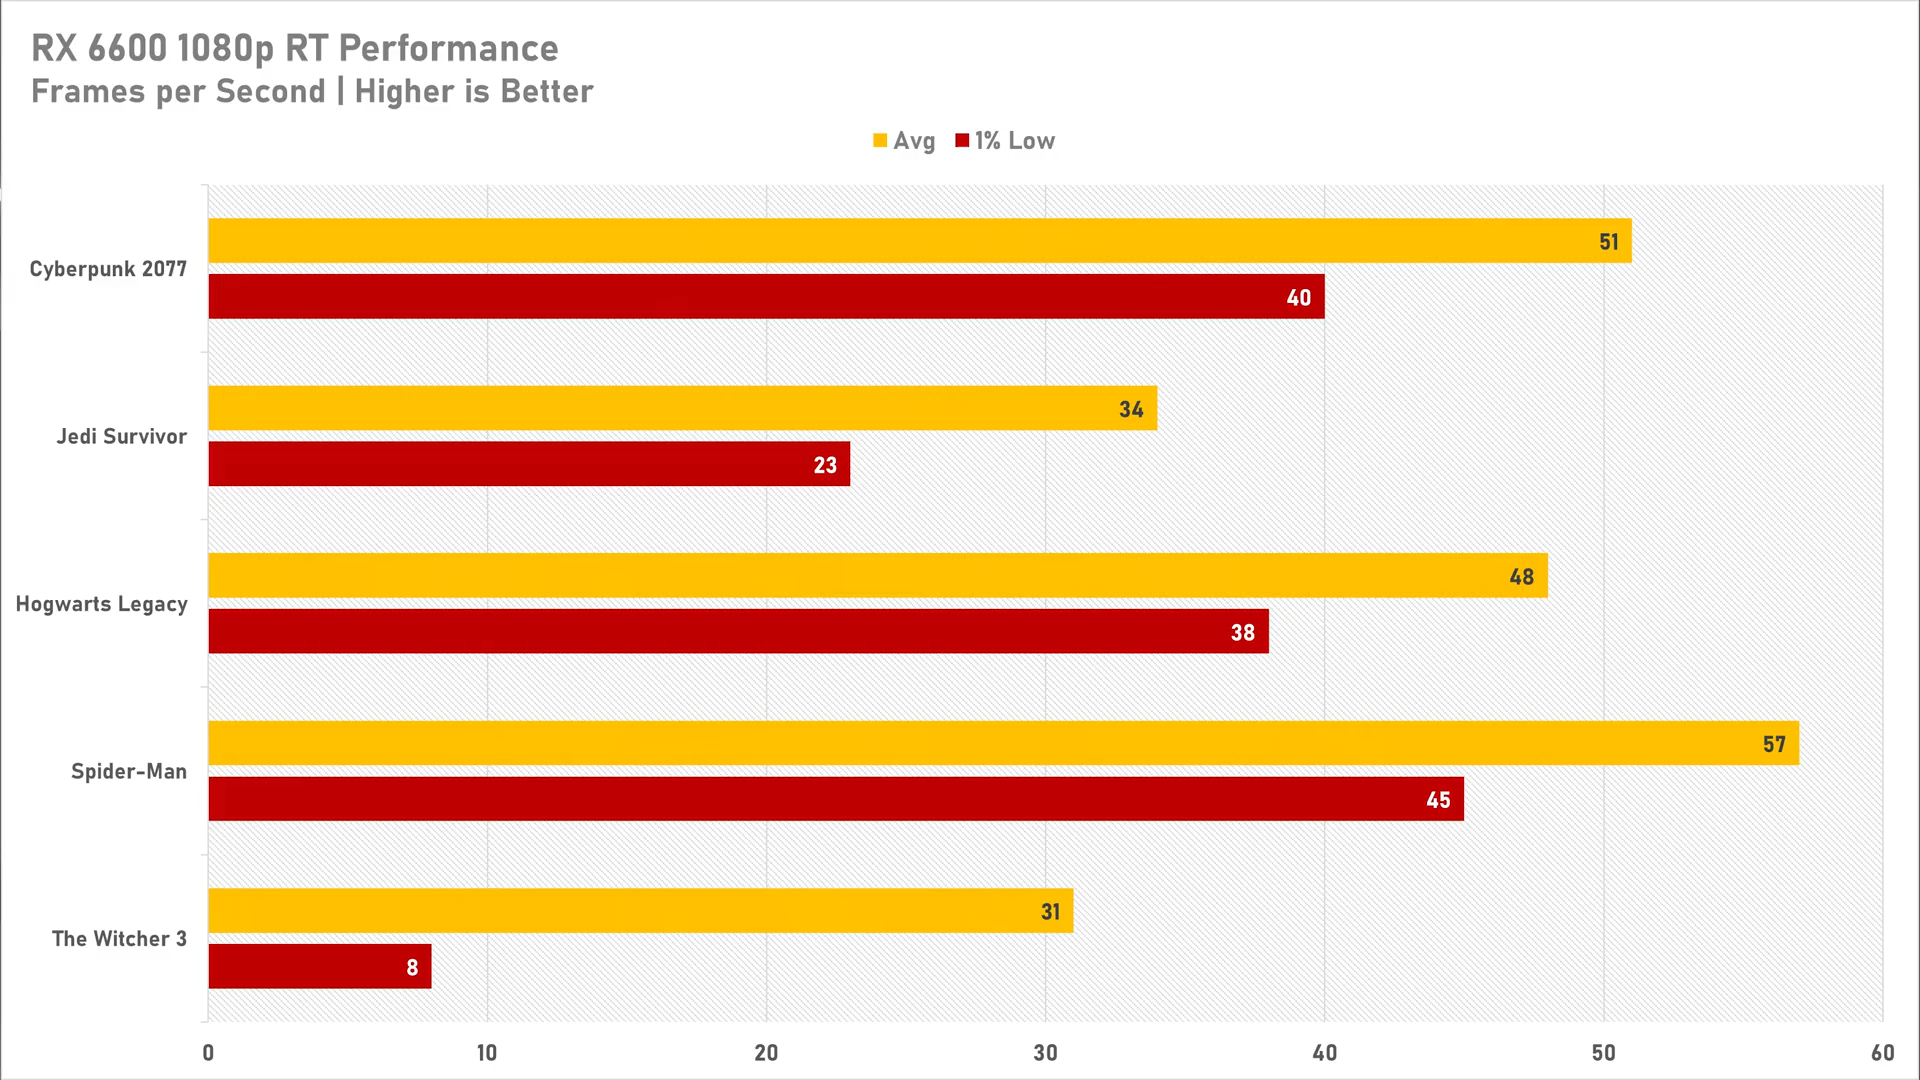 RX 6600 1080p RT Performance
Frames per Second | Higher is Better
Avg 1% Low
Cyberpunk 2077
51
40
Jedi Survivor
34
23
Hogwarts Legacy
48
38
Spider-Man
57
45
The Witcher 3
31
8
0 10 20 30 40 50 60